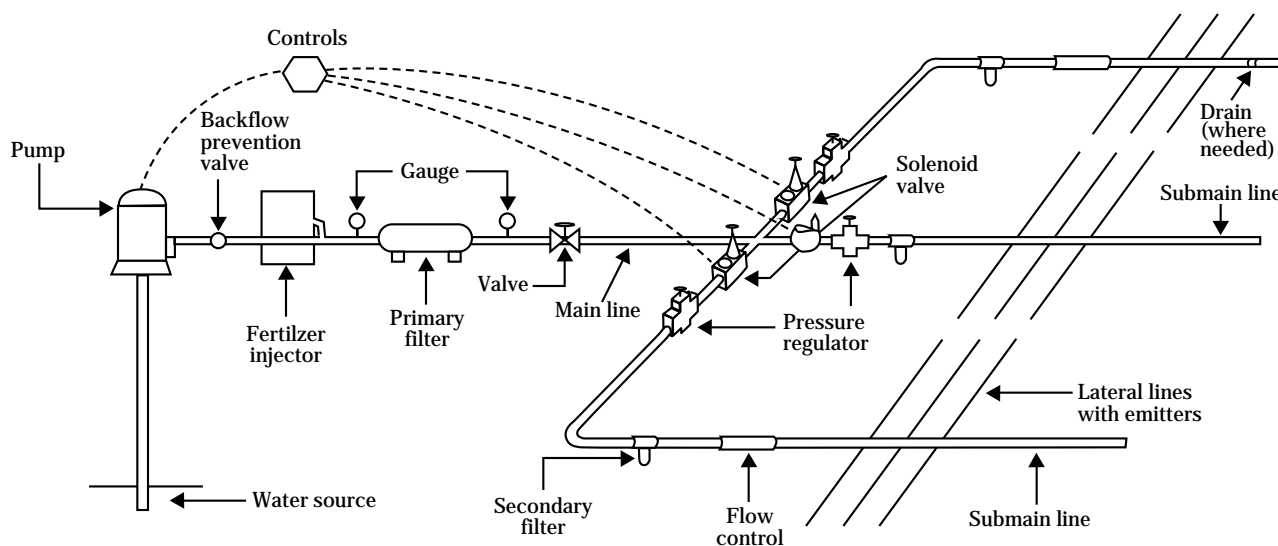 Controls
Backflow
prevention
valve
Pump
Gauge
Solenoid
valve
Drain
(where
needed)
Submain line
Valve
Main line
Fertilzer
injector
Primary
filter
Pressure
regulator
Lateral lines
with emitters
Water source
Secondary
filter
Flow
control
Submain line